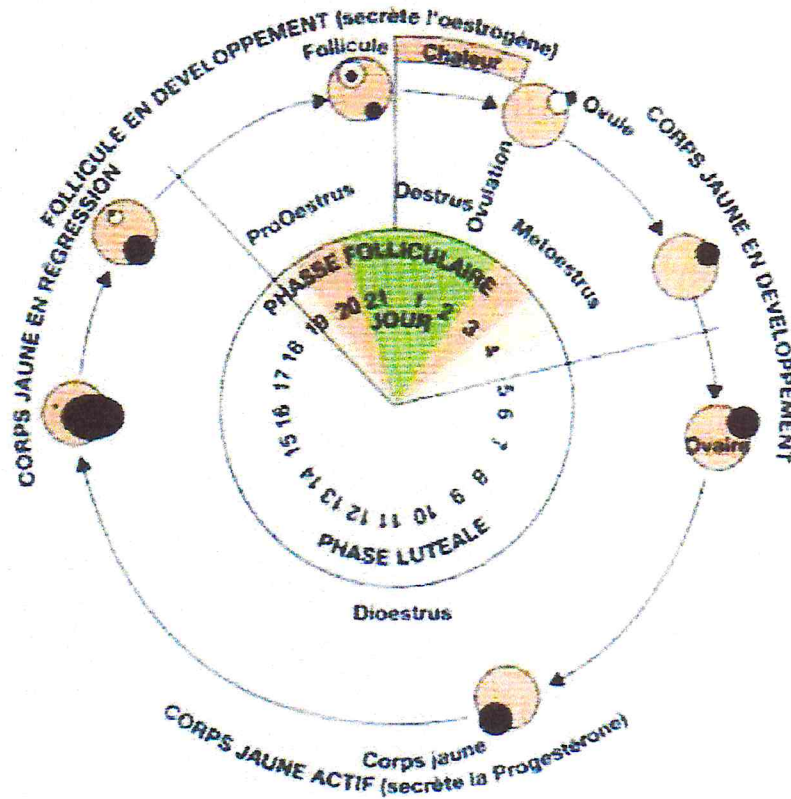 FOLLICULE EN DEVELOPPEMENT (secrète l'oestrogène)
Follicule
Chaleur
Ovule
Ovulation
CORPS JAUNE EN DEVELOPPEMENT
CORPS JAUNE EN RÉGRESSION
ProOestrus
Oestrus
Metoestrus
PHASSE FOLLICULAIRE
JOUR
1
2
3
4
5
6
7
8
9
10
11
12
13
14
15
16
17
18
19
20
21
Ovaire
PHASE LUTEALE
Dioestrus
Corps jaune
CORPS JAUNE ACTIF (secrète la Progestérone)